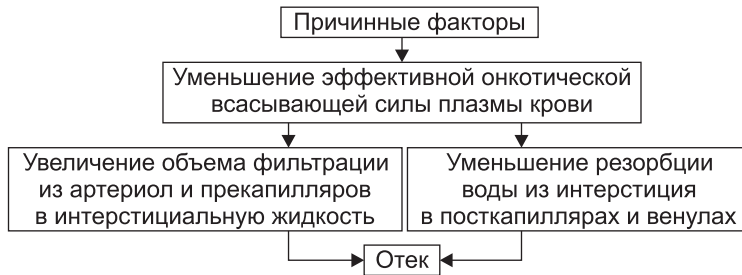 Причинные факторы
Уменьшение эффективной онкотической
всасывающей силы плазмы крови
Увеличение объема фильтрации
из артериол и прекапилляров
в интерстициальную жидкость
Уменьшение резорбции
воды из интерстиция
в посткапиллярах и венулах
Отек